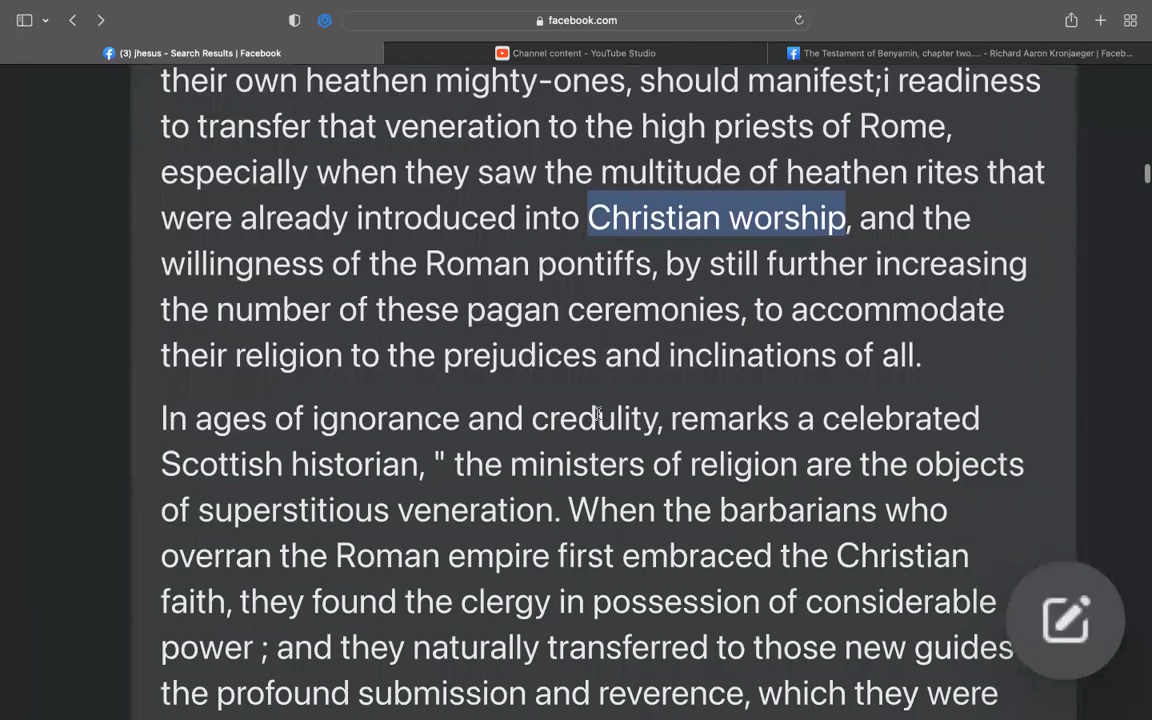 facebook.com
(3) jhesus - Search Results | Facebook
Channel content - YouTube Studio
The Testament of Benyamin, chapter two.... - Richard Aaron Kronjaeger | Faceb...
their own heathen mighty-ones, should manifest;i readiness
to transfer that veneration to the high priests of Rome,
especially when they saw the multitude of heathen rites that
were already introduced into Christian worship, and the
willingness of the Roman pontiffs, by still further increasing
the number of these pagan ceremonies, to accommodate
their religion to the prejudices and inclinations of all.
In ages of ignorance and credulity, remarks a celebrated
Scottish historian, " the ministers of religion are the objects
of superstitious veneration. When the barbarians who
overran the Roman empire first embraced the Christian
faith, they found the clergy in possession of considerable
power ; and they naturally transferred to those new guides
the profound submission and reverence, which they were